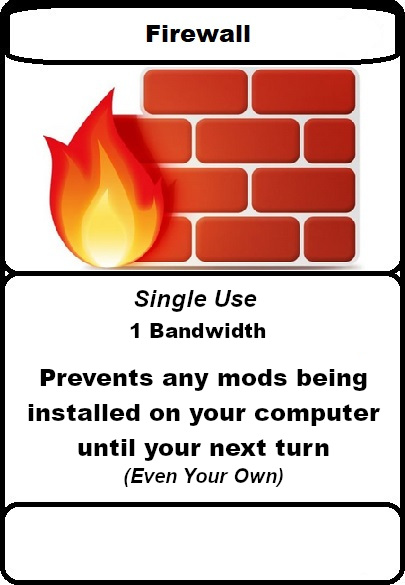 Firewall
Single Use
1 Bandwidth
Prevents any mods being
installed on your computer
until your next turn
(Even Your Own)